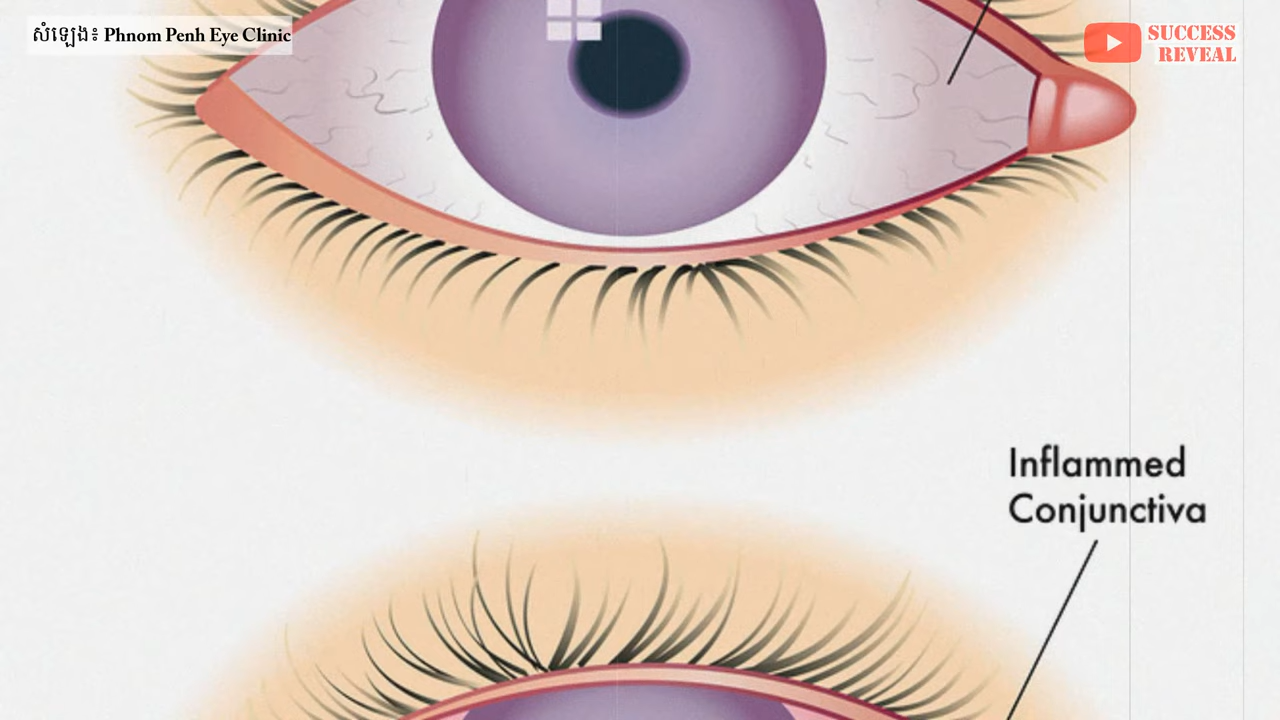 សំឡេង៖ Phnom Penh Eye Clinic
SUCCESS
REVEAL
Inflammed
Conjunctiva